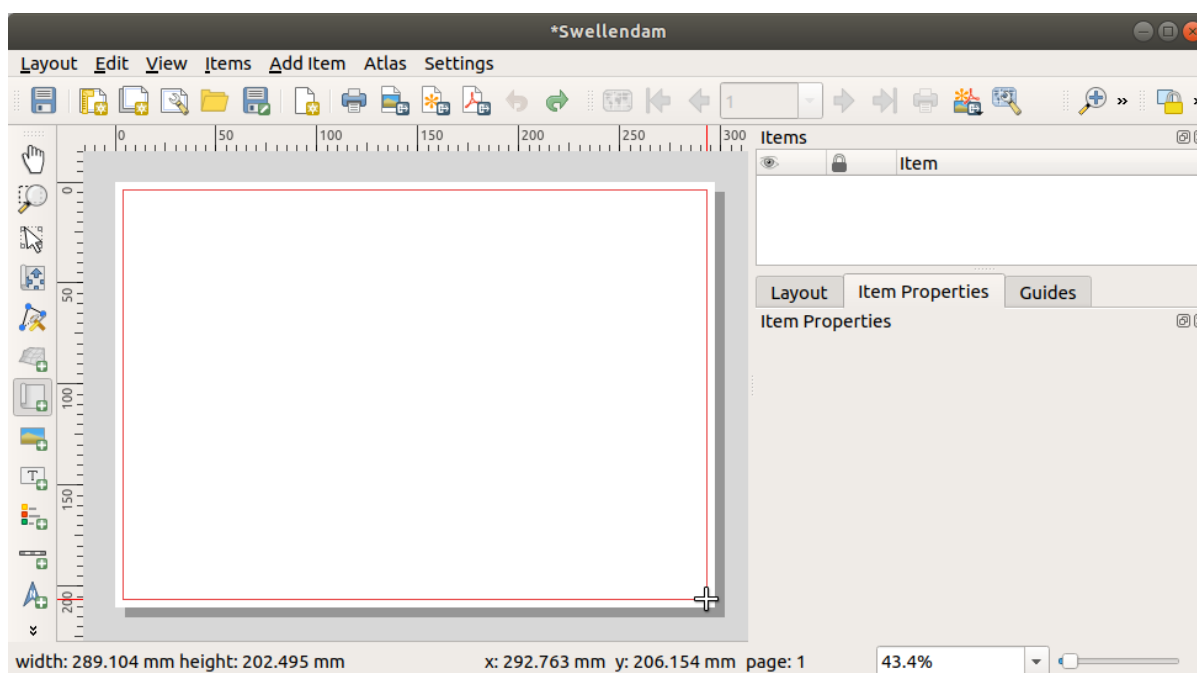 *Swellendam
Layout Edit View Items Add Item Atlas Settings
1
0 50 100 150 200 250 300
Items
Item
0
50
100
150
200
Layout Item Properties Guides
Item Properties
T
width: 289.104 mm height: 202.495 mm x: 292.763 mm y: 206.154 mm page: 1 43.4%